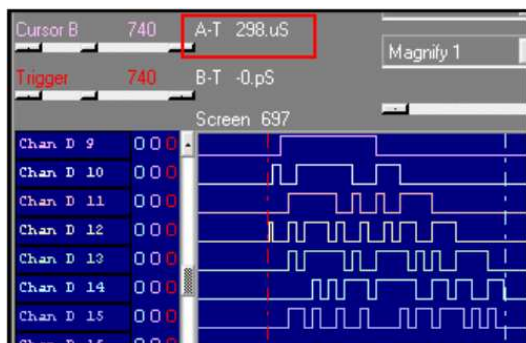 Cursor B 740 A-T 298.uS
Magnify 1
Trigger 740 B-T -0.pS
Screen 697
Chan D 9 000
Chan D 10 000
Chan D 11 000
Chan D 12 000
Chan D 13 000
Chan D 14 000
Chan D 15 000